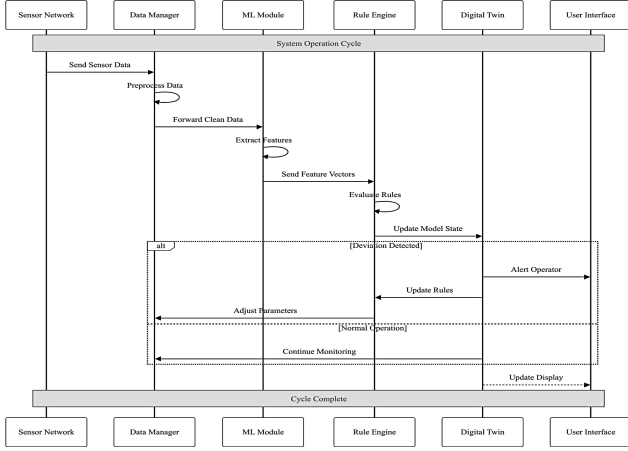 Sensor Network
Data Manager
ML Module
Rule Engine
Digital Twin
User Interface
System Operation Cycle
Send Sensor Data
Preprocess Data
Forward Clean Data
Extract Features
Send Feature Vectors
Evaluate Rules
Update Model State
alt
[Deviation Detected]
Alert Operator
Update Rules
Adjust Parameters
[Normal Operation]
Continue Monitoring
Update Display
Cycle Complete
Sensor Network
Data Manager
ML Module
Rule Engine
Digital Twin
User Interface